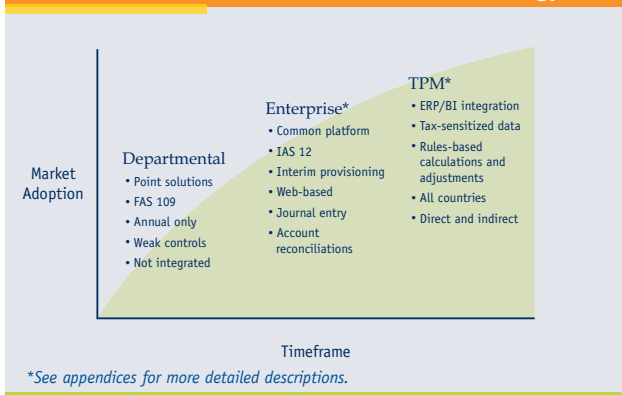 Market
Adoption
Departmental
• Point solutions
• FAS 109
• Annual only
• Weak controls
• Not integrated
Enterprise*
• Common platform
• IAS 12
• Interim provisioning
• Web-based
• Journal entry
• Account
reconciliations
TPM*
• ERP/BI integration
• Tax-sensitized data
• Rules-based
calculations and
adjustments
• All countries
• Direct and indirect
Timeframe
*See appendices for more detailed descriptions.